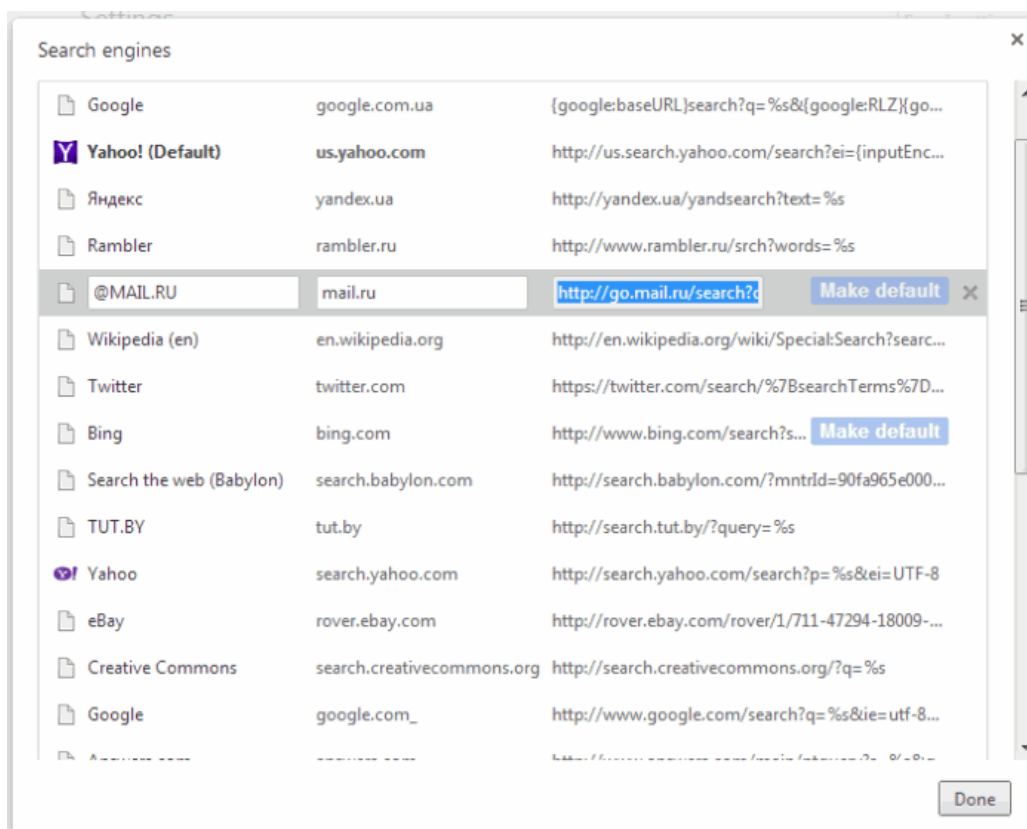 Settings
Search engines ×
Google google.com.ua {google:baseURL}search?q=%s&{google:RLZ}{go...
Yahoo! (Default) us.yahoo.com http://us.search.yahoo.com/search?ei={inputEnc...
Яндекс yandex.ua http://yandex.ua/yandsearch?text=%s
Rambler rambler.ru http://www.rambler.ru/srch?words=%s
@MAIL.RU mail.ru http://go.mail.ru/search?q Make default ×
Wikipedia (en) en.wikipedia.org http://en.wikipedia.org/wiki/Special:Search?searc...
Twitter twitter.com https://twitter.com/search/%7BsearchTerms%7D...
Bing bing.com http://www.bing.com/search?s... Make default
Search the web (Babylon) search.babylon.com http://search.babylon.com/?mntrId=90fa965e000...
TUT.BY tut.by http://search.tut.by/?query=%s
Yahoo search.yahoo.com http://search.yahoo.com/search?p=%s&ei=UTF-8
eBay rover.ebay.com http://rover.ebay.com/rover/1/711-47294-18009-...
Creative Commons search.creativecommons.org http://search.creativecommons.org/?q=%s
Google google.com_ http://www.google.com/search?q=%s&ie=utf-8...
Answers.com answers.com
Done